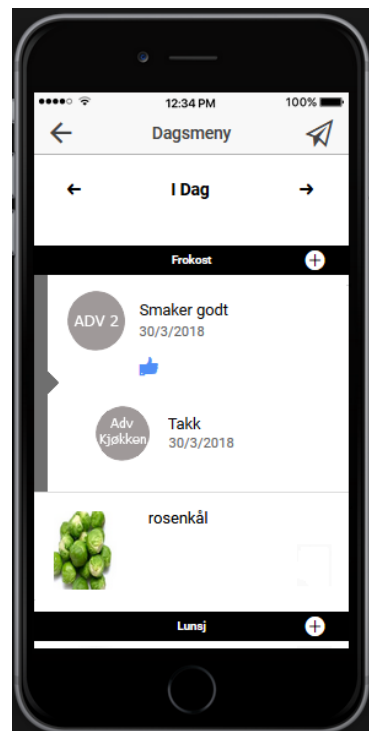 12:34 PM
100%
Dagsmeny
I Dag
Frokost
ADV 2
Smaker godt
30/3/2018
Adv
Kjøkken
Takk
30/3/2018
rosenkål
Lunsj